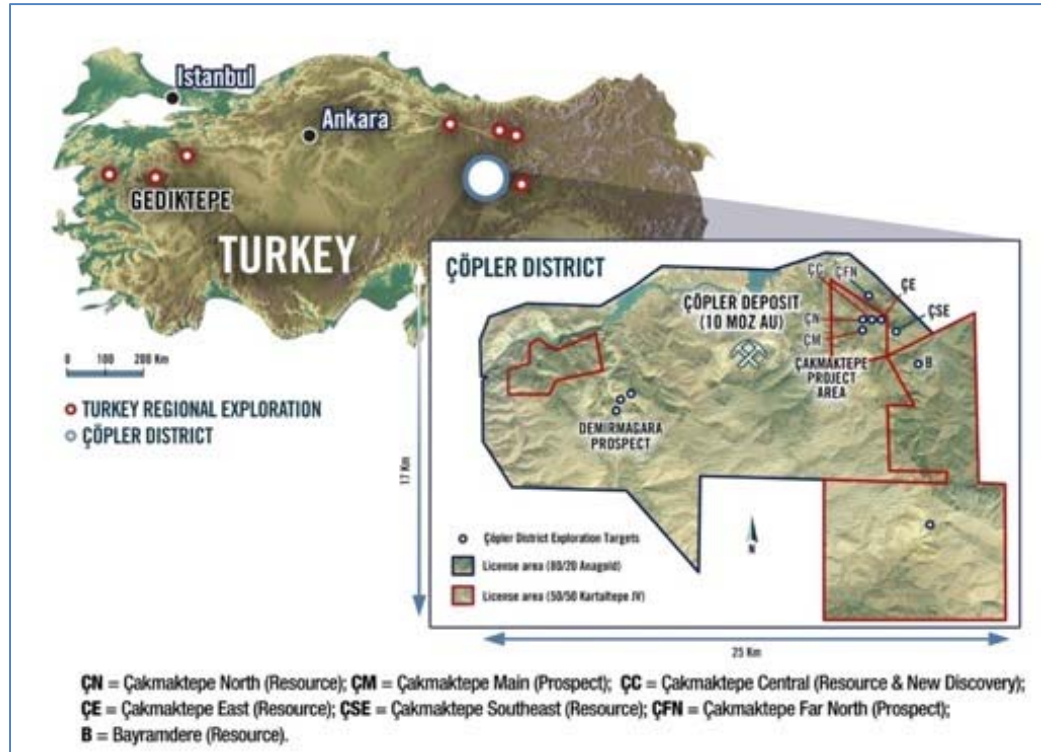 Istanbul
Ankara
GEDIKTEPE
TURKEY
ÇÖPLER DISTRICT
ÇC ÇFN
ÇE
ÇÖPLER DEPOSIT
(10 MOZ AU)
ÇN
ÇSE
ÇM
ÇAKMAKTEPE
PROJECT
AREA
B
DEMIRMAGARA
PROSPECT
0 100 200 Km
TURKEY REGIONAL EXPLORATION
ÇÖPLER DISTRICT
17 Km
N
Çöpler District Exploration Targets
License area (80/20 Anagold)
License area (50/50 Kartaltepe JV)
25 Km
ÇN = Çakmaktepe North (Resource); ÇM = Çakmaktepe Main (Prospect); ÇC = Çakmaktepe Central (Resource & New Discovery);
ÇE = Çakmaktepe East (Resource); ÇSE = Çakmaktepe Southeast (Resource); ÇFN = Çakmaktepe Far North (Prospect);
B = Bayramdere (Resource).